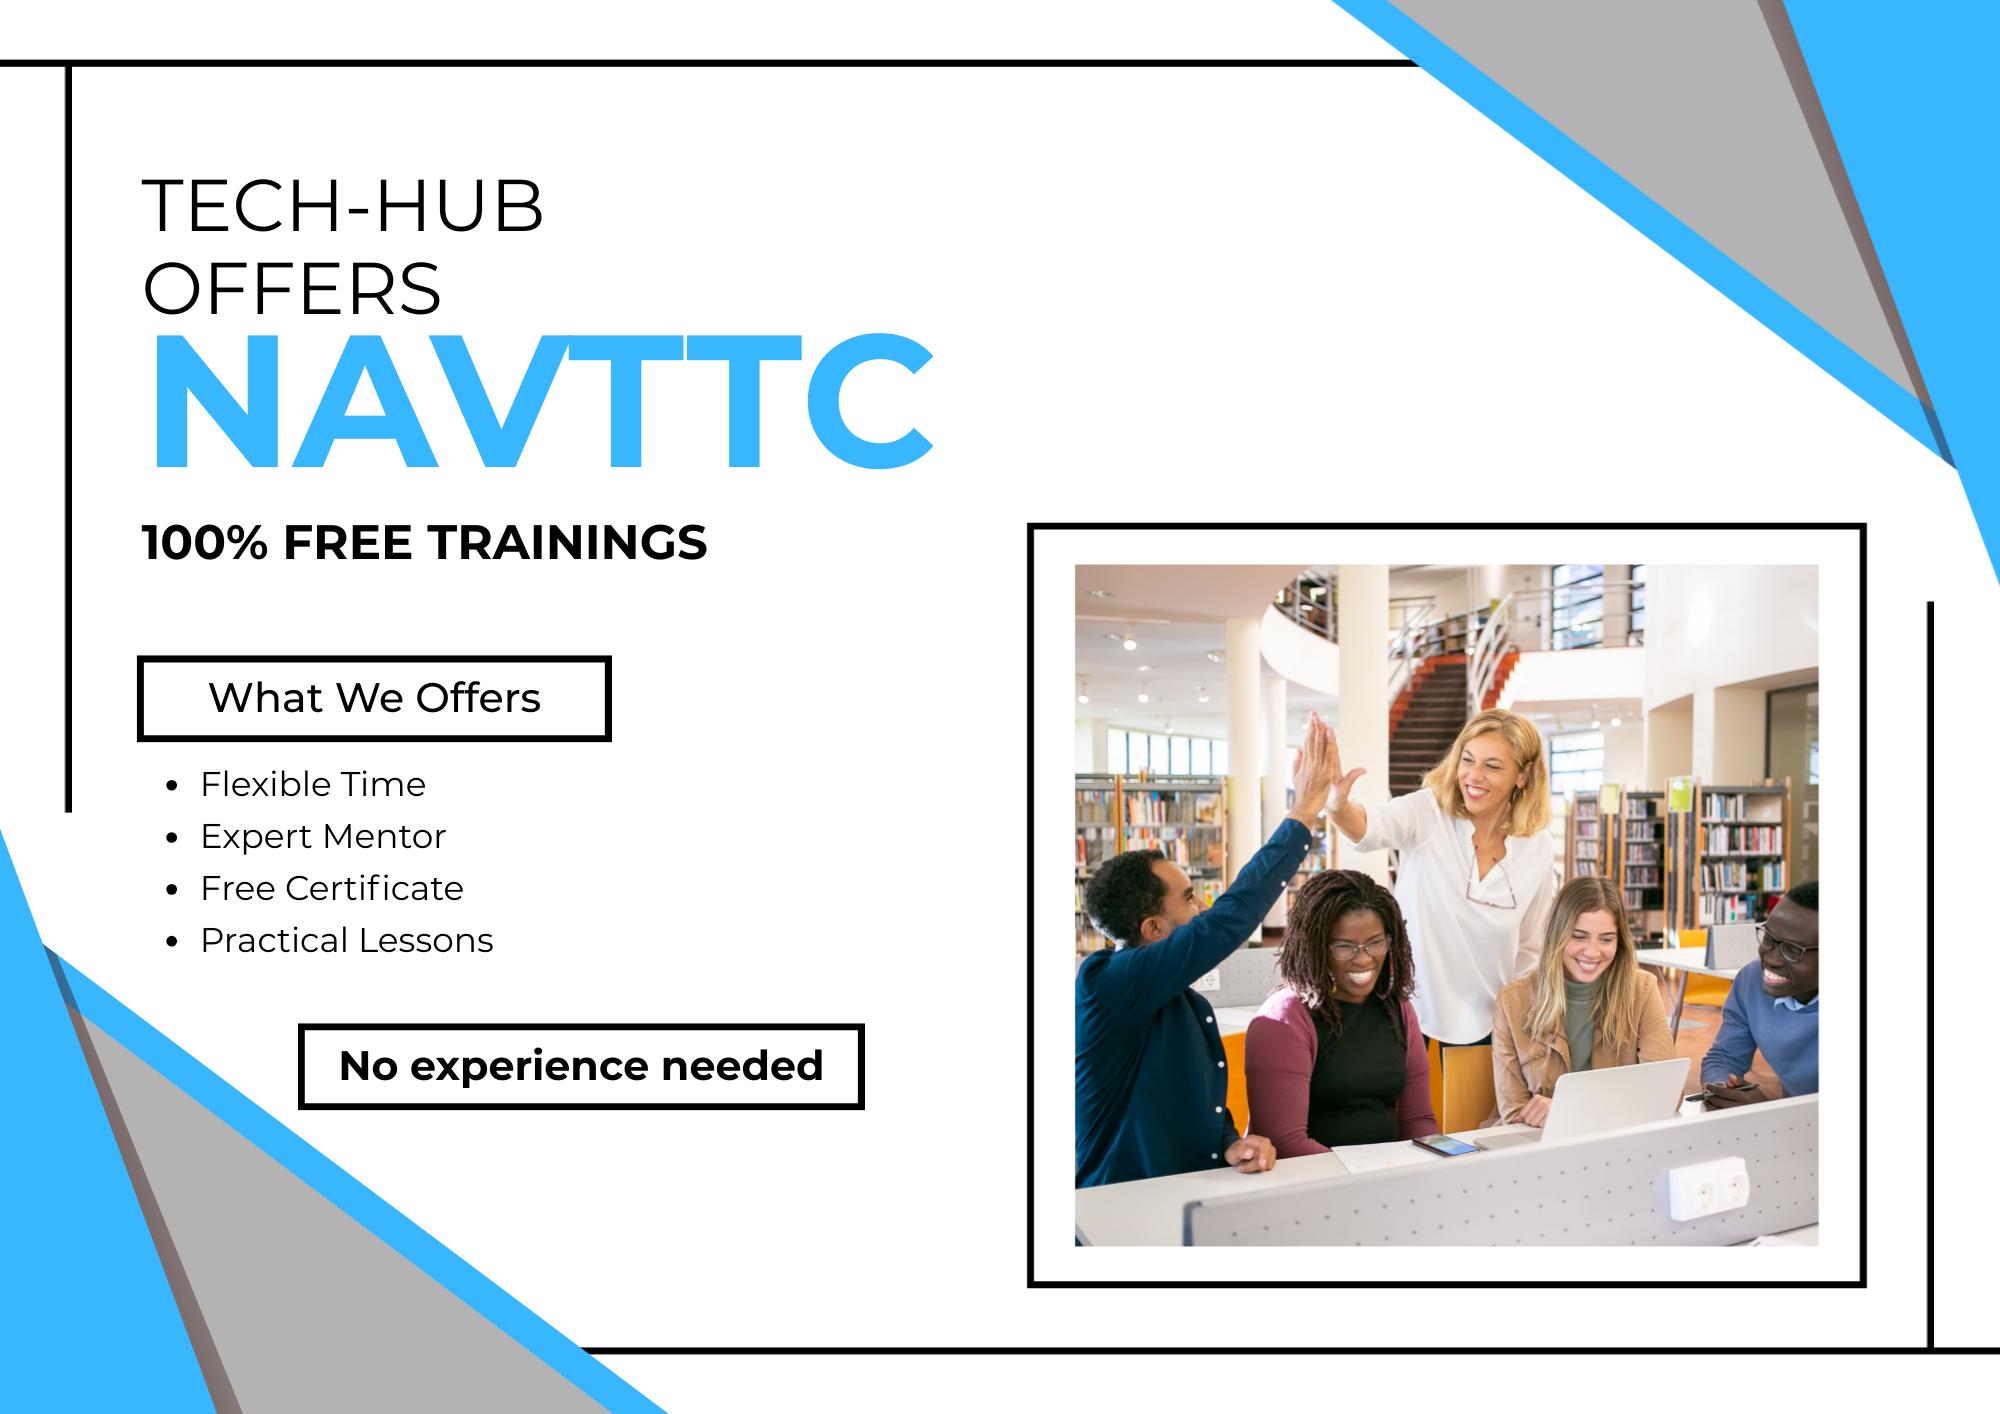 TECH-HUB
OFFERS
NAVTTC
100% FREE TRAININGS
What We Offers
• Flexible Time
• Expert Mentor
• Free Certificate
• Practical Lessons
No experience needed